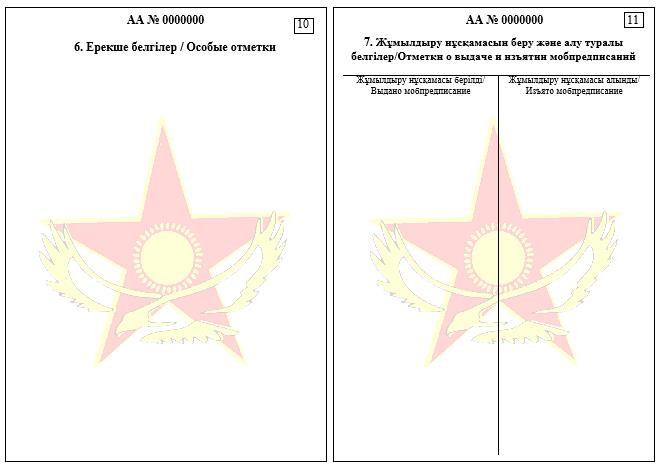 АА № 0000000
10
6. Ерекше белгілер / Особые отметки
АА № 0000000
11
7. Жұмылдыру нұсқамасын беру және алу туралы
белгілер/Отметки о выдаче и изъятии мобпредписаний
Жұмылдыру нұсқамасы берілді/
Выдано мобпредписание
Жұмылдыру нұсқамасы алынды/
Изъято мобпредписание